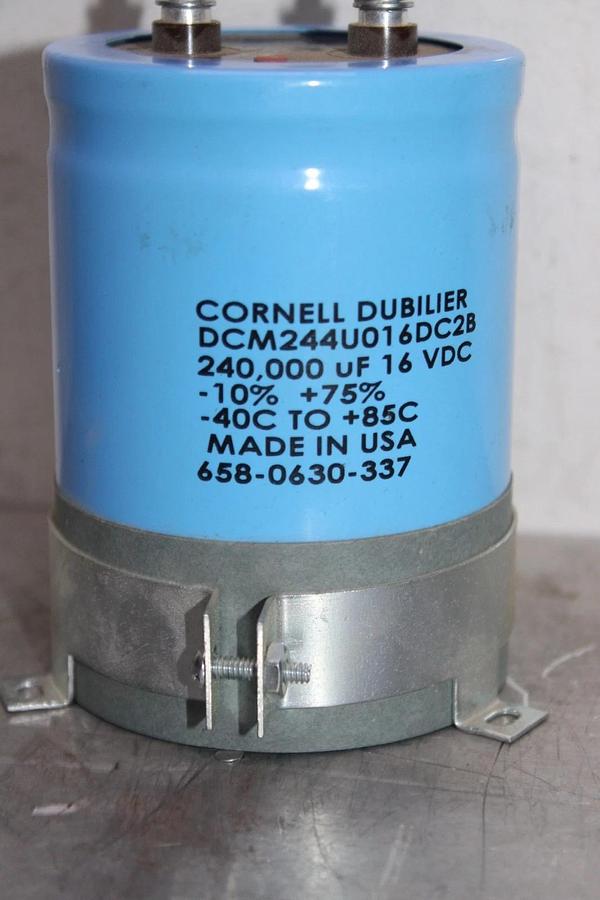 CORNELL DUBILIER
DCM244U016DC2B
240,000 uF 16 VDC
-10% +75%
-40C TO +85C
MADE IN USA
658-0630-337